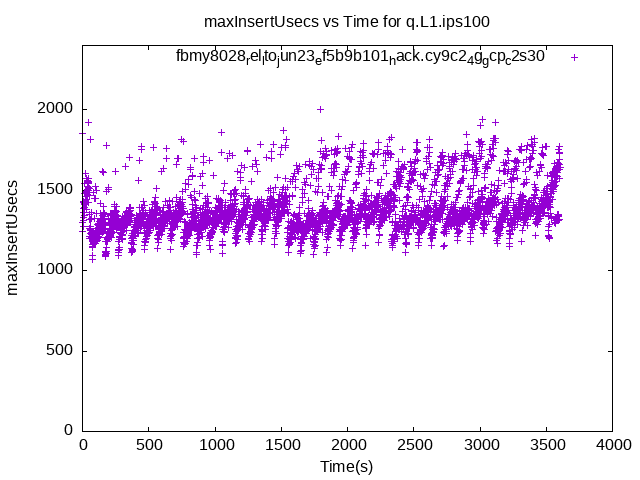 maxInsertUsecs vs Time for q.L1.ips100
fbmy8028relltojun23ef5b9b101hack.cy9c24ggcpc2s30
2000
1500
1000
500
0
0 500 1000 1500 2000 2500 3000 3500 4000
maxInsertUsecs
Time(s)